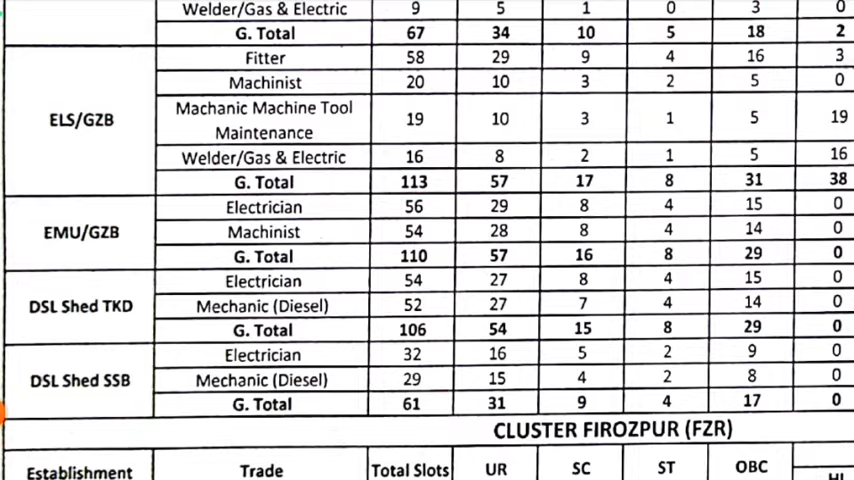 Welder/Gas & Electric 9 5 1 0 3 0
G. Total 67 34 10 5 18 2
ELS/GZB Fitter 58 29 9 4 16 3
Machinist 20 10 3 2 5 0
Machanic Machine Tool Maintenance 19 10 3 1 5 19
Welder/Gas & Electric 16 8 2 1 5 16
G. Total 113 57 17 8 31 38
EMU/GZB Electrician 56 29 8 4 15 0
Machinist 54 28 8 4 14 0
G. Total 110 57 16 8 29 0
DSL Shed TKD Electrician 54 27 8 4 15 0
Mechanic (Diesel) 52 27 7 4 14 0
G. Total 106 54 15 8 29 0
DSL Shed SSB Electrician 32 16 5 2 9 0
Mechanic (Diesel) 29 15 4 2 8 0
G. Total 61 31 9 4 17 0
CLUSTER FIROZPUR (FZR)
Establishment Trade Total Slots UR SC ST OBC